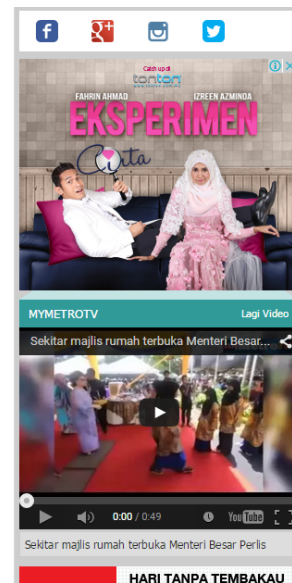 Catch up @
tonton
FAHRIN AHMAD
IZREEN AZMINDA
EKSPERIMEN
Cinta
MYMETROTV
Lagi Video
Sekitar majlis rumah terbuka Menteri Besar...
0:00 / 0:49
YouTube
Sekitar majlis rumah terbuka Menteri Besar Perlis
HARI TANPA TEMBAKAU